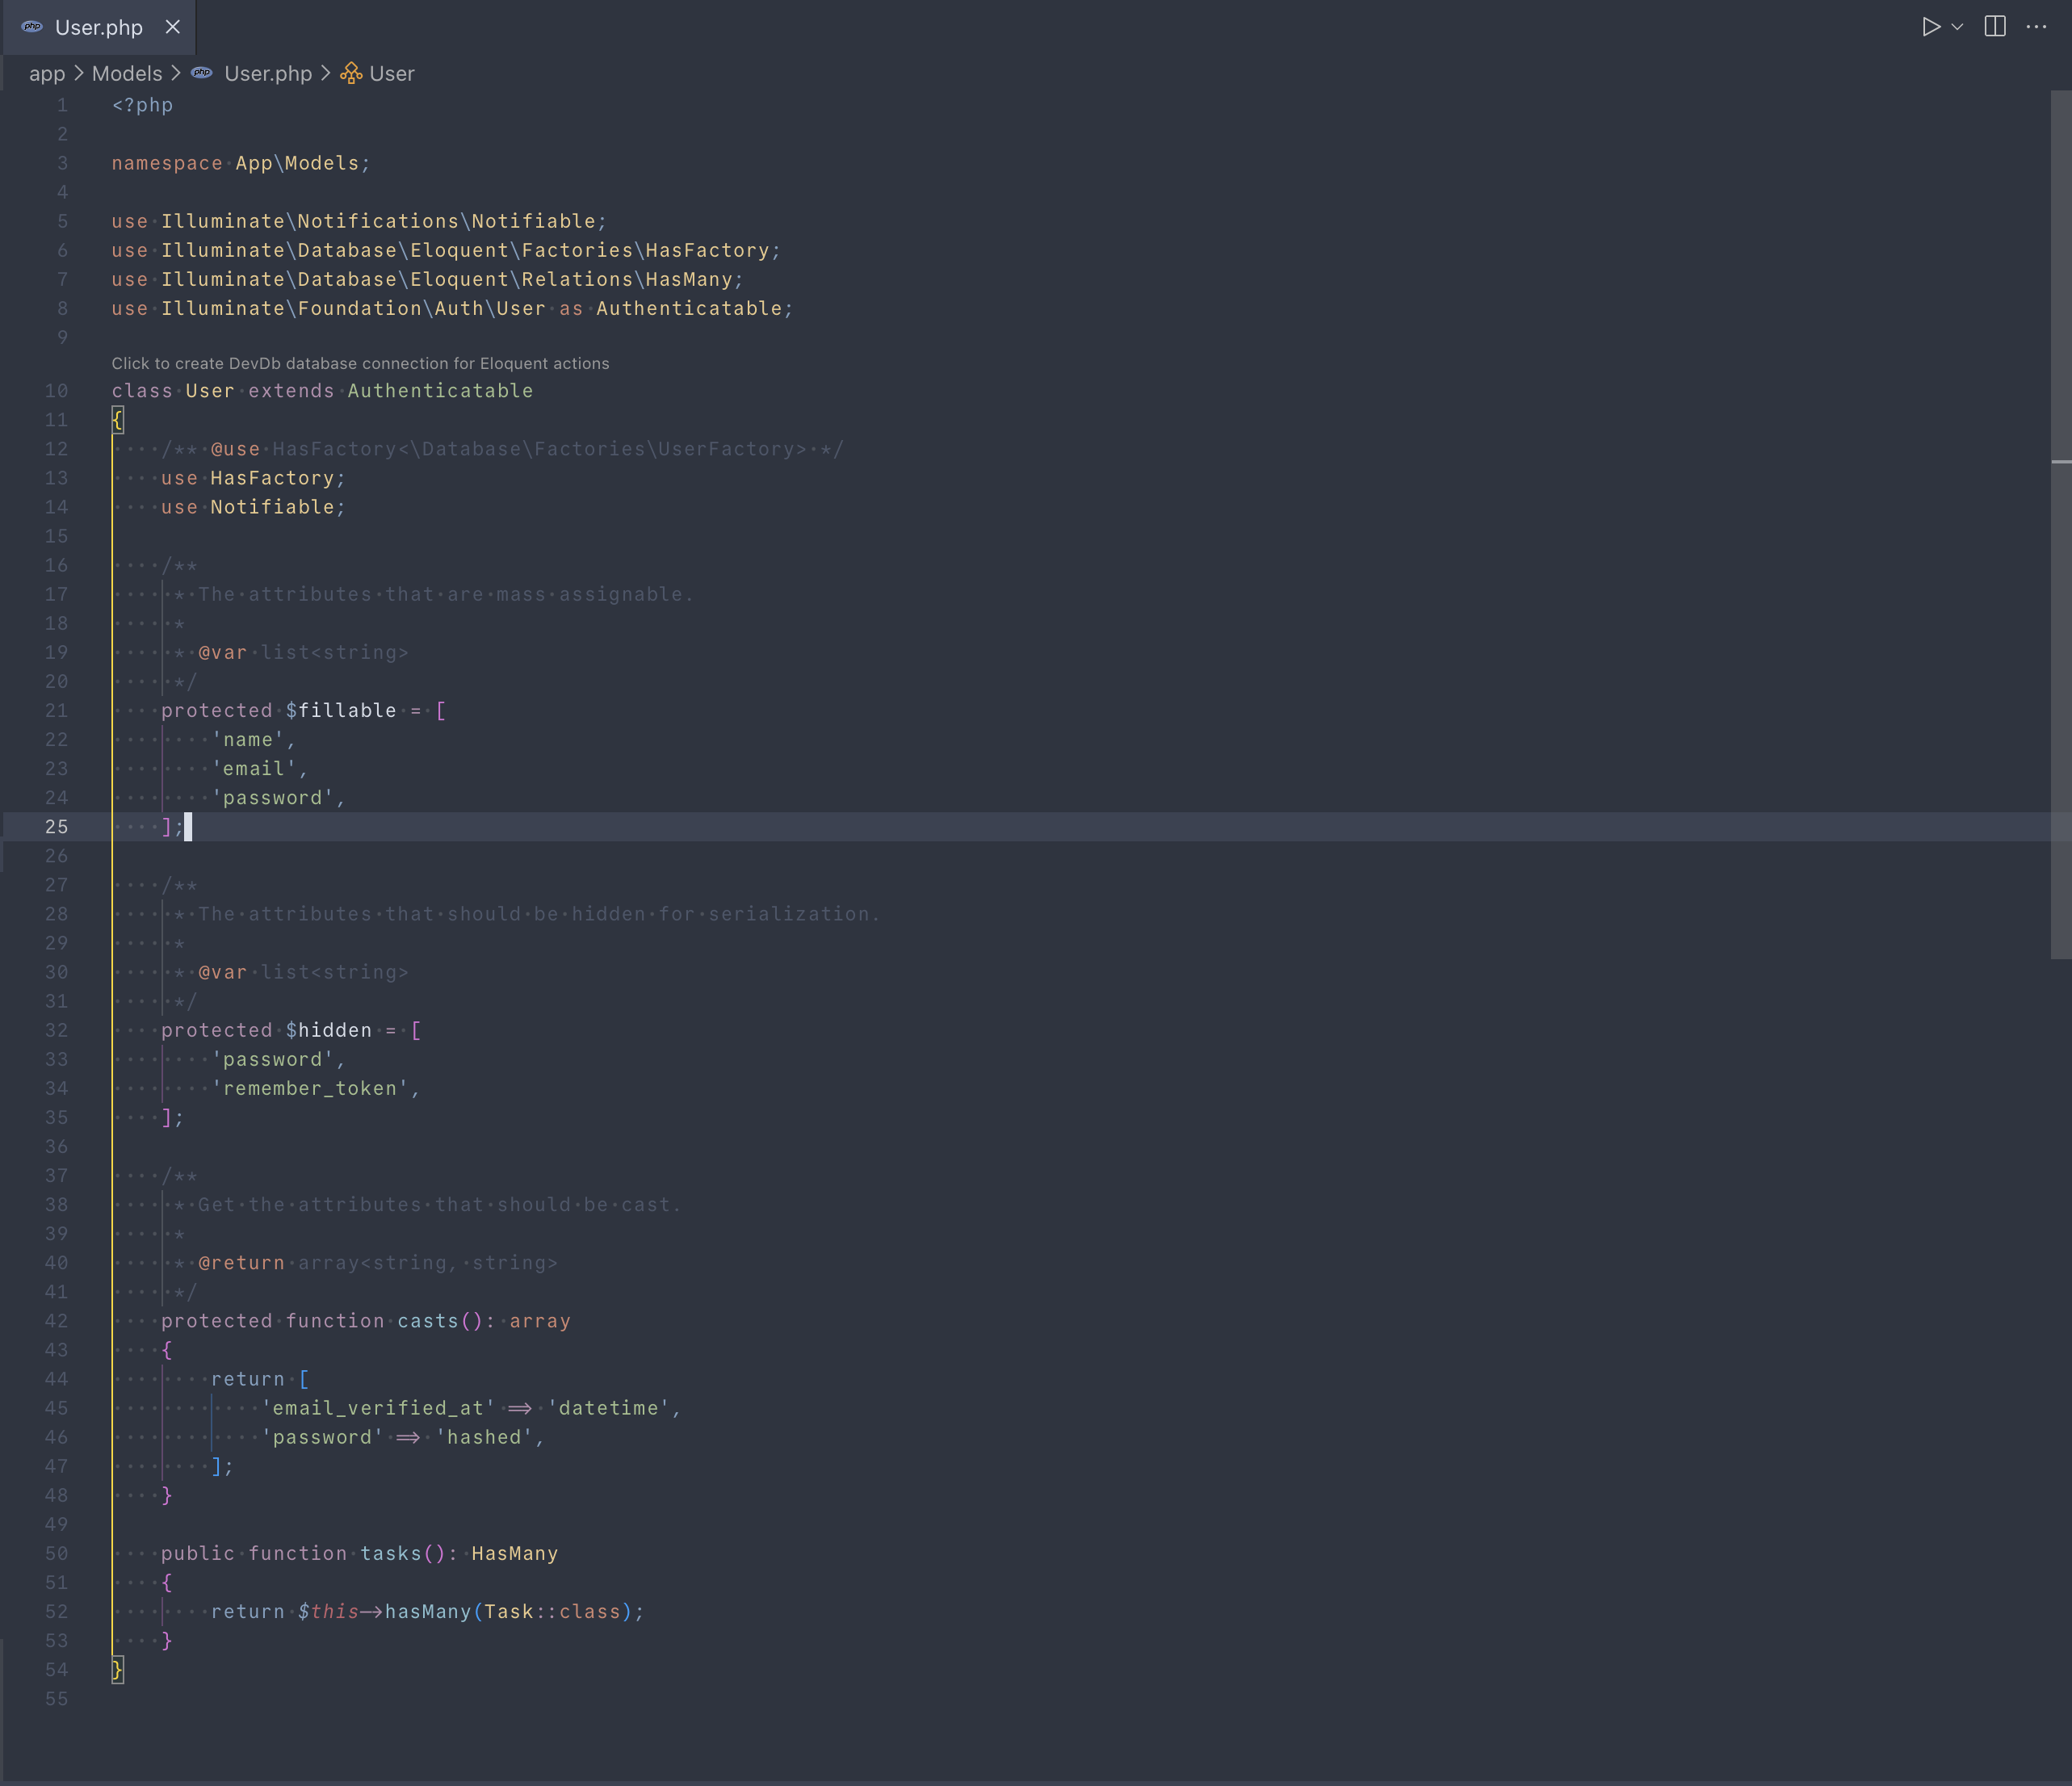 User.php
app > Models > User.php > User
1 <?php
2
3 namespace App\Models;
4
5 use Illuminate\Notifications\Notifiable;
6 use Illuminate\Database\Eloquent\Factories\HasFactory;
7 use Illuminate\Database\Eloquent\Relations\HasMany;
8 use Illuminate\Foundation\Auth\User as Authenticatable;
9
Click to create DevDb database connection for Eloquent actions
10 class User extends Authenticatable
11 {
12     /** @use HasFactory<\Database\Factories\UserFactory> */
13     use HasFactory;
14     use Notifiable;
15
16     /**
17      * The attributes that are mass assignable.
18      *
19      * @var list<string>
20      */
21     protected $fillable = [
22         'name',
23         'email',
24         'password',
25     ];
26
27     /**
28      * The attributes that should be hidden for serialization.
29      *
30      * @var list<string>
31      */
32     protected $hidden = [
33         'password',
34         'remember_token',
35     ];
36
37     /**
38      * Get the attributes that should be cast.
39      *
40      * @return array<string, string>
41      */
42     protected function casts(): array
43     {
44         return [
45             'email_verified_at' => 'datetime',
46             'password' => 'hashed',
47         ];
48     }
49
50     public function tasks(): HasMany
51     {
52         return $this->hasMany(Task::class);
53     }
54 }
55